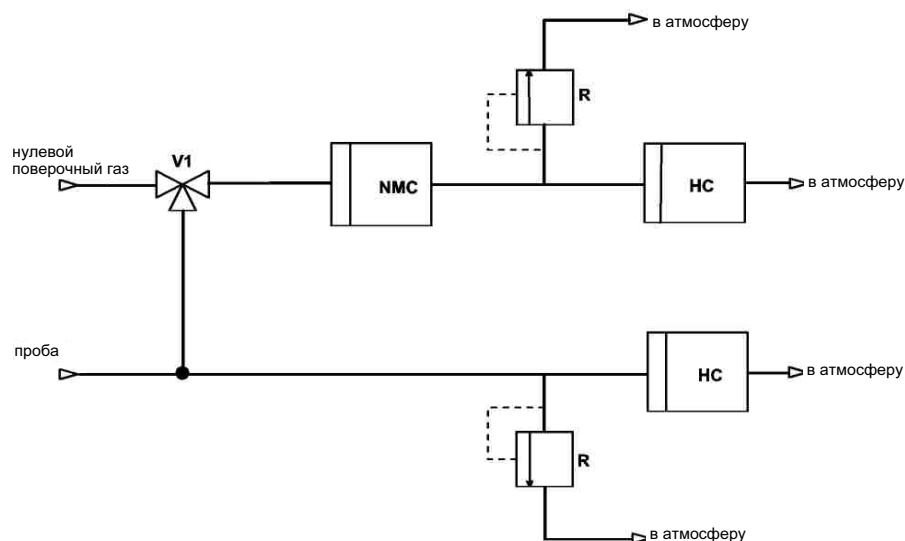 в атмосферу
R
нулевой
поверочный газ
V1
NMC
HC
в атмосферу
проба
HC
в атмосферу
R
в атмосферу